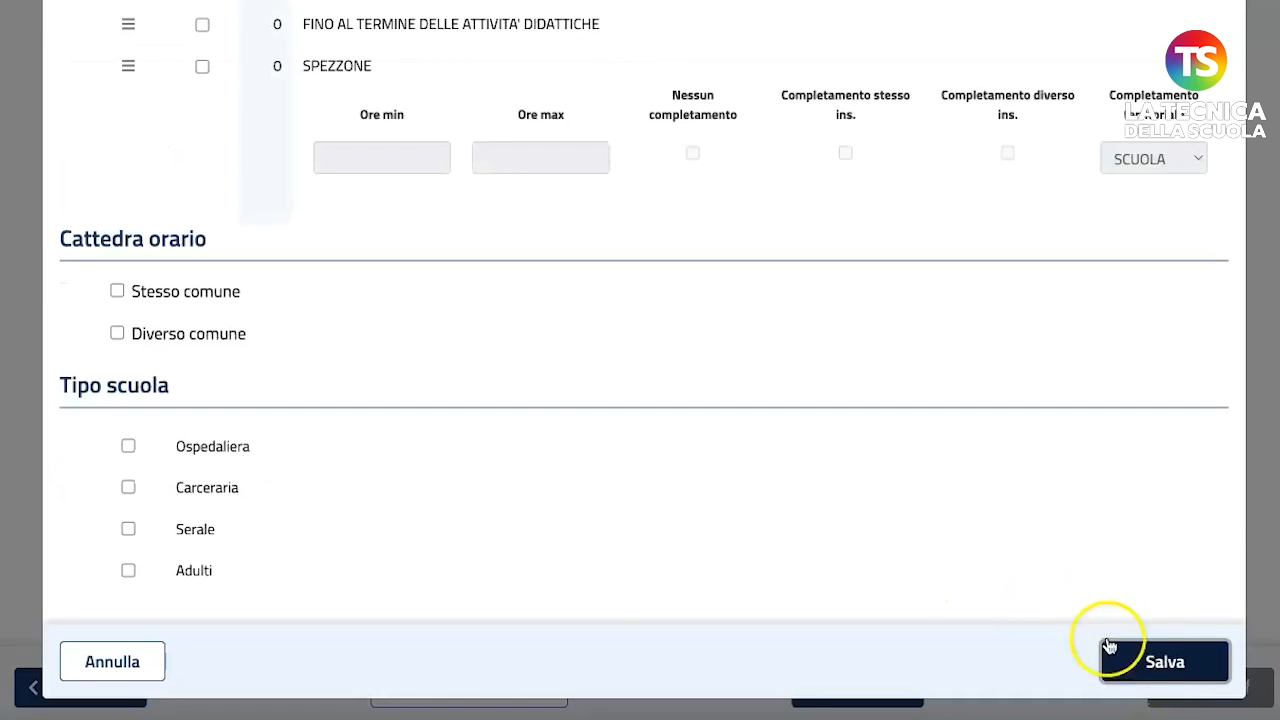 0 FINO AL TERMINE DELLE ATTIVITA' DIDATTICHE
0 SPEZZONE
TS
LA TECNICA
DELLA SCUOLA
Ore min
Ore max
Nessun
completamento
Completamento stesso
ins.
Completamento diverso
ins.
Completamento
SCUOLA
Cattedra orario
Stesso comune
Diverso comune
Tipo scuola
Ospedaliera
Carceraria
Serale
Adulti
Annulla
Salva